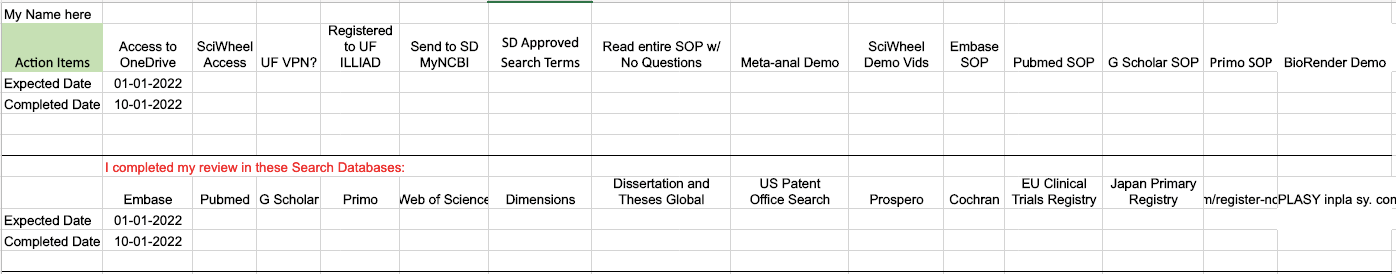 My Name here
Action Items Access to OneDrive SciWheel Access UF VPN? Registered to UF ILLIAD Send to SD MyNCBI SD Approved Search Terms Read entire SOP w/ No Questions Meta-anal Demo SciWheel Demo Vids Embase SOP Pubmed SOP G Scholar SOP Primo SOP BioRender Demo
Expected Date 01-01-2022
Completed Date 10-01-2022
I completed my review in these Search Databases:
Embase Pubmed G Scholar Primo Web of Science Dimensions Dissertation and Theses Global US Patent Office Search Prospero Cochran EU Clinical Trials Registry Japan Primary Registry PLASY inpla sy. com
Expected Date 01-01-2022
Completed Date 10-01-2022